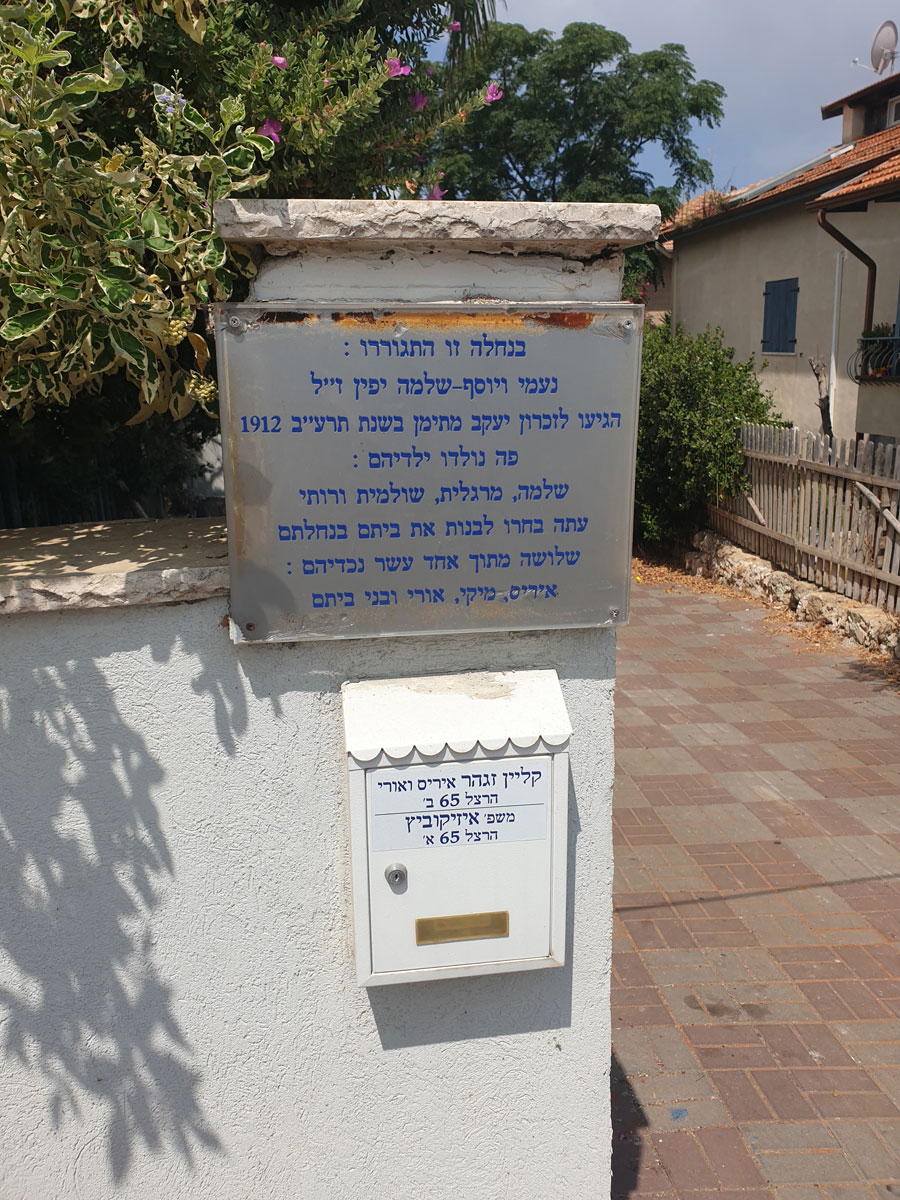 בנחלה זו התגוררו :
נעמי ויוסף-שלמה יפין ז״ל
הגיעו לזכרון יעקב מתימן בשנת תרע״ב 1912
פה נולדו ילדיהם :
שלמה, מרגלית, שולמית ורותי
עתה בחרו לבנות את ביתם בנחלתם
שלושה מתוך אחד עשר נכדיהם :
איריס, מיקי, אורי ובני ביתם
קליין זגהר איריס ואורי
הרצל 65 ב׳
משפ׳ איזיקוביץ
הרצל 65 א׳